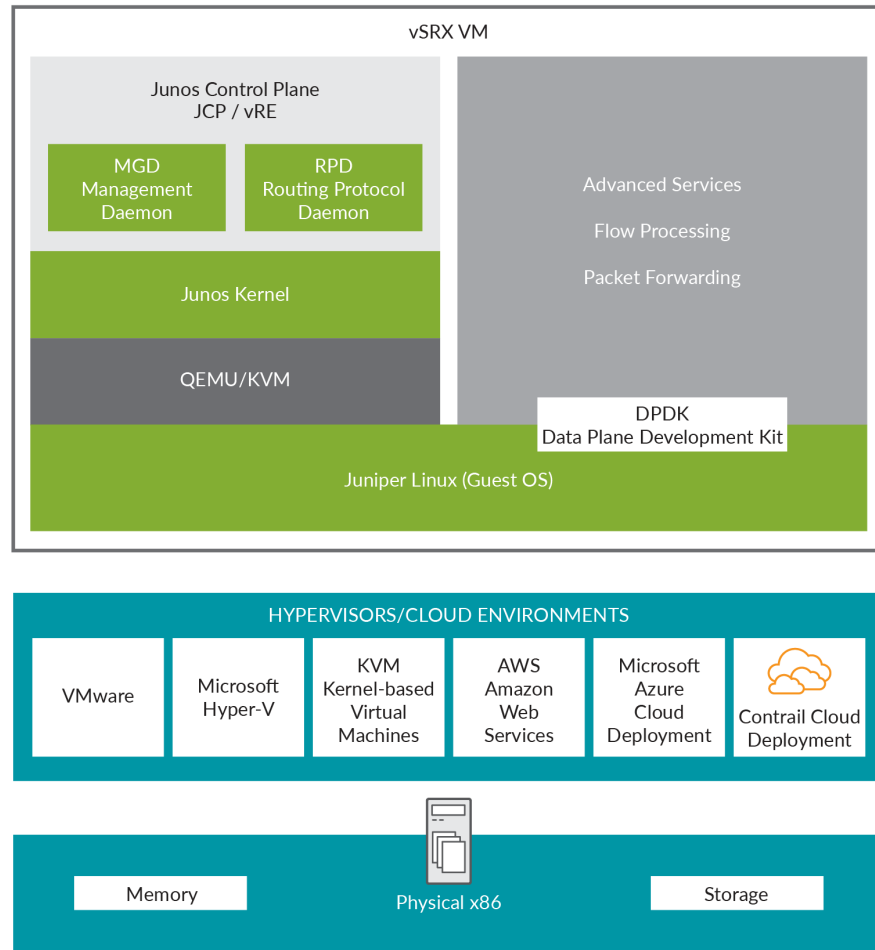 vSRX VM
Junos Control Plane
JCP / vRE
MGD
Management
Daemon
RPD
Routing Protocol
Daemon
Junos Kernel
QEMU/KVM
Advanced Services
Flow Processing
Packet Forwarding
DPDK
Data Plane Development Kit
Juniper Linux (Guest OS)
HYPERVISORS/CLOUD ENVIRONMENTS
VMware
Microsoft
Hyper-V
KVM
Kernel-based
Virtual
Machines
AWS
Amazon
Web
Services
Microsoft
Azure
Cloud
Deployment
Contrail Cloud
Deployment
Memory
Physical x86
Storage